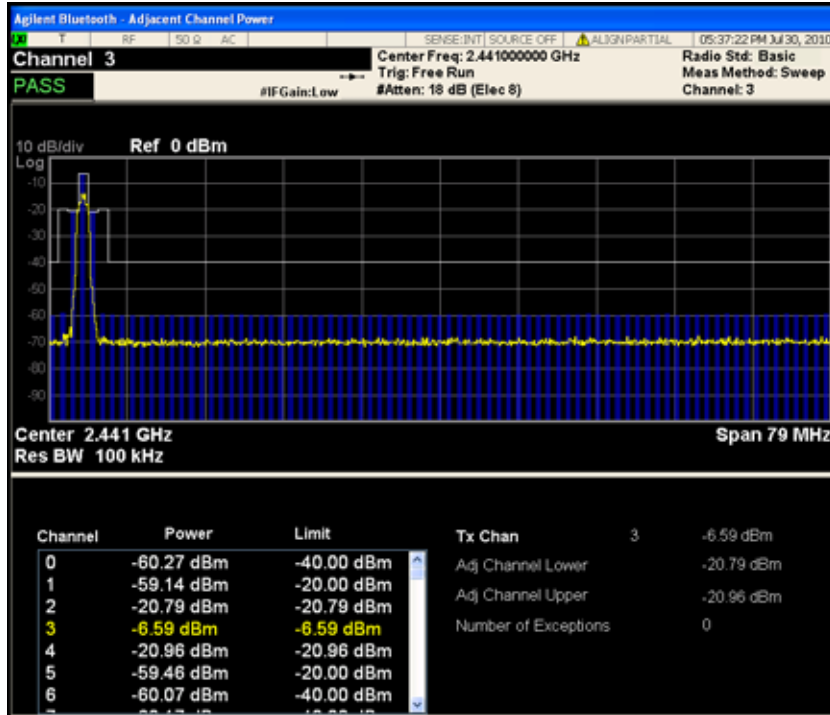 Agilent Bluetooth - Adjacent Channel Power
T RF 50 Ω AC SENSE:INT SOURCE OFF ALIGN PARTIAL 05:37:22 PM Jul 30, 2010
Channel 3
Center Freq: 2.441000000 GHz
Radio Std: Basic
Trig: Free Run
Meas Method: Sweep
PASS
#IFGain:Low
#Atten: 18 dB (Elec 8)
Channel: 3
10 dB/div Ref 0 dBm
Log
-10
-20
-30
-40
-50
-60
-70
-80
-90
Center 2.441 GHz Span 79 MHz
Res BW 100 kHz
Channel Power Limit
0 -60.27 dBm -40.00 dBm
1 -59.14 dBm -20.00 dBm
2 -20.79 dBm -20.79 dBm
3 -6.59 dBm -6.59 dBm
4 -20.96 dBm -20.96 dBm
5 -59.46 dBm -20.00 dBm
6 -60.07 dBm -40.00 dBm
Tx Chan 3 -6.59 dBm
Adj Channel Lower -20.79 dBm
Adj Channel Upper -20.96 dBm
Number of Exceptions 0